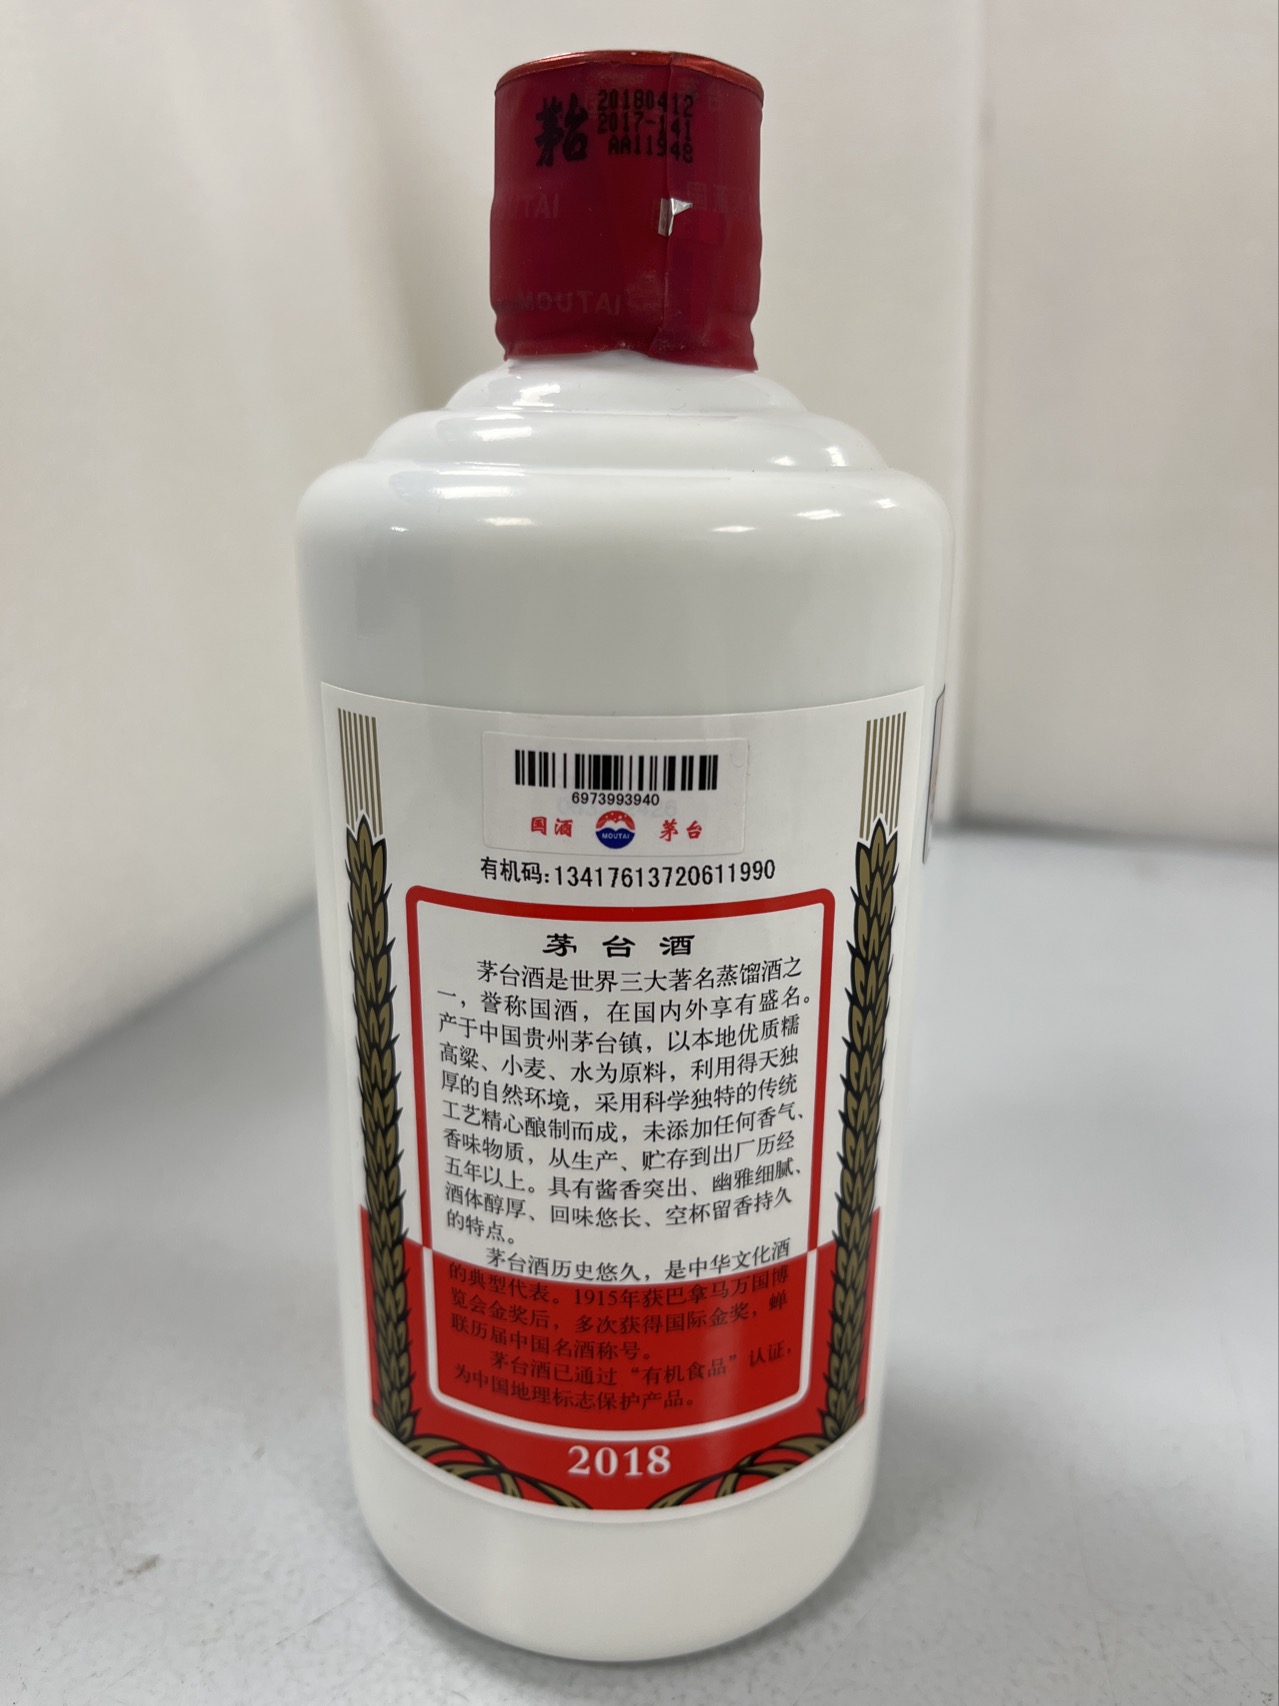 茅台
20180412
2017-141
AA11948
MOUTAI
6973993940
国酒 MOUTAI 茅台
有机码:13417613720611990
茅台酒
茅台酒是世界三大著名蒸馏酒之
一，誉称国酒，在国内外享有盛名。
产于中国贵州茅台镇，以本地优质糯
高粱、小麦、水为原料，利用得天独
厚的自然环境，采用科学独特的传统
工艺精心酿制而成，未添加任何香气、
香味物质，从生产、贮存到出厂历经
五年以上。具有酱香突出、幽雅细腻、
酒体醇厚、回味悠长、空杯留香持久
的特点。
茅台酒历史悠久，是中华文化酒
的典型代表。1915年获巴拿马万国博
览会金奖后，多次获得国际金奖，蝉
联历届中国名酒称号。
茅台酒已通过“有机食品”认证，
为中国地理标志保护产品。
2018